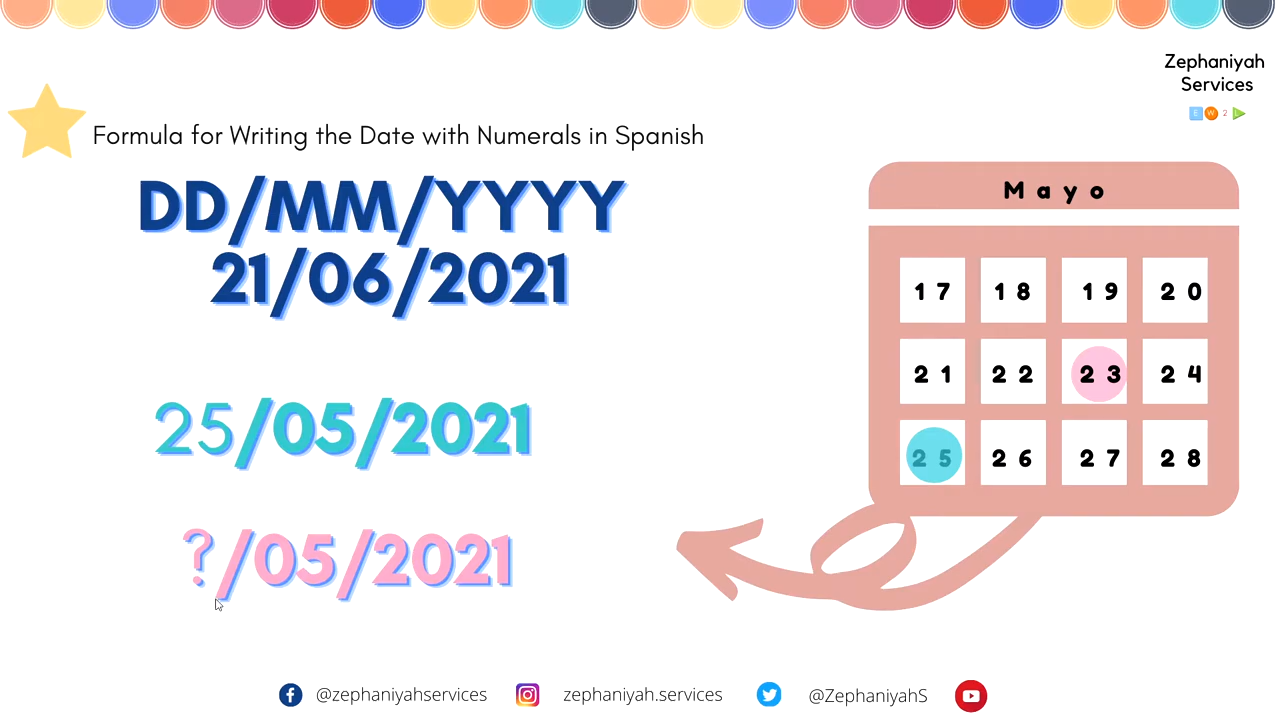 Zephaniyah
Services
E W 2 L
Formula for Writing the Date with Numerals in Spanish
DD/MM/YYYY
21/06/2021
25/05/2021
?/05/2021
Mayo
17 18 19 20
21 22 23 24
25 26 27 28
@zephaniyahservices zephaniyah.services @ZephaniyahS